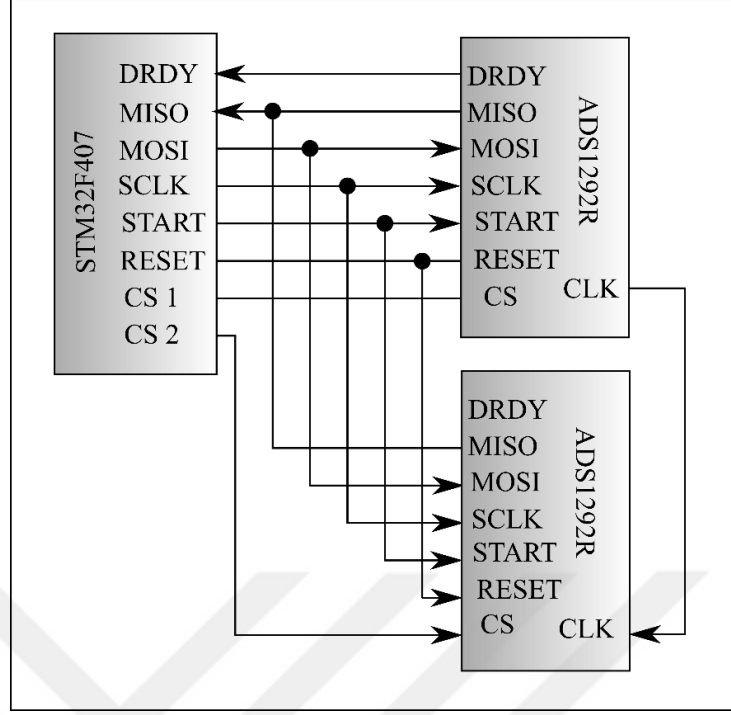 STM32F407
DRDY
MISO
MOSI
SCLK
START
RESET
CS 1
CS 2
DRDY
MISO
MOSI
SCLK
START
RESET
CS
CLK
ADS1292R
DRDY
MISO
MOSI
SCLK
START
RESET
CS
CLK
ADS1292R